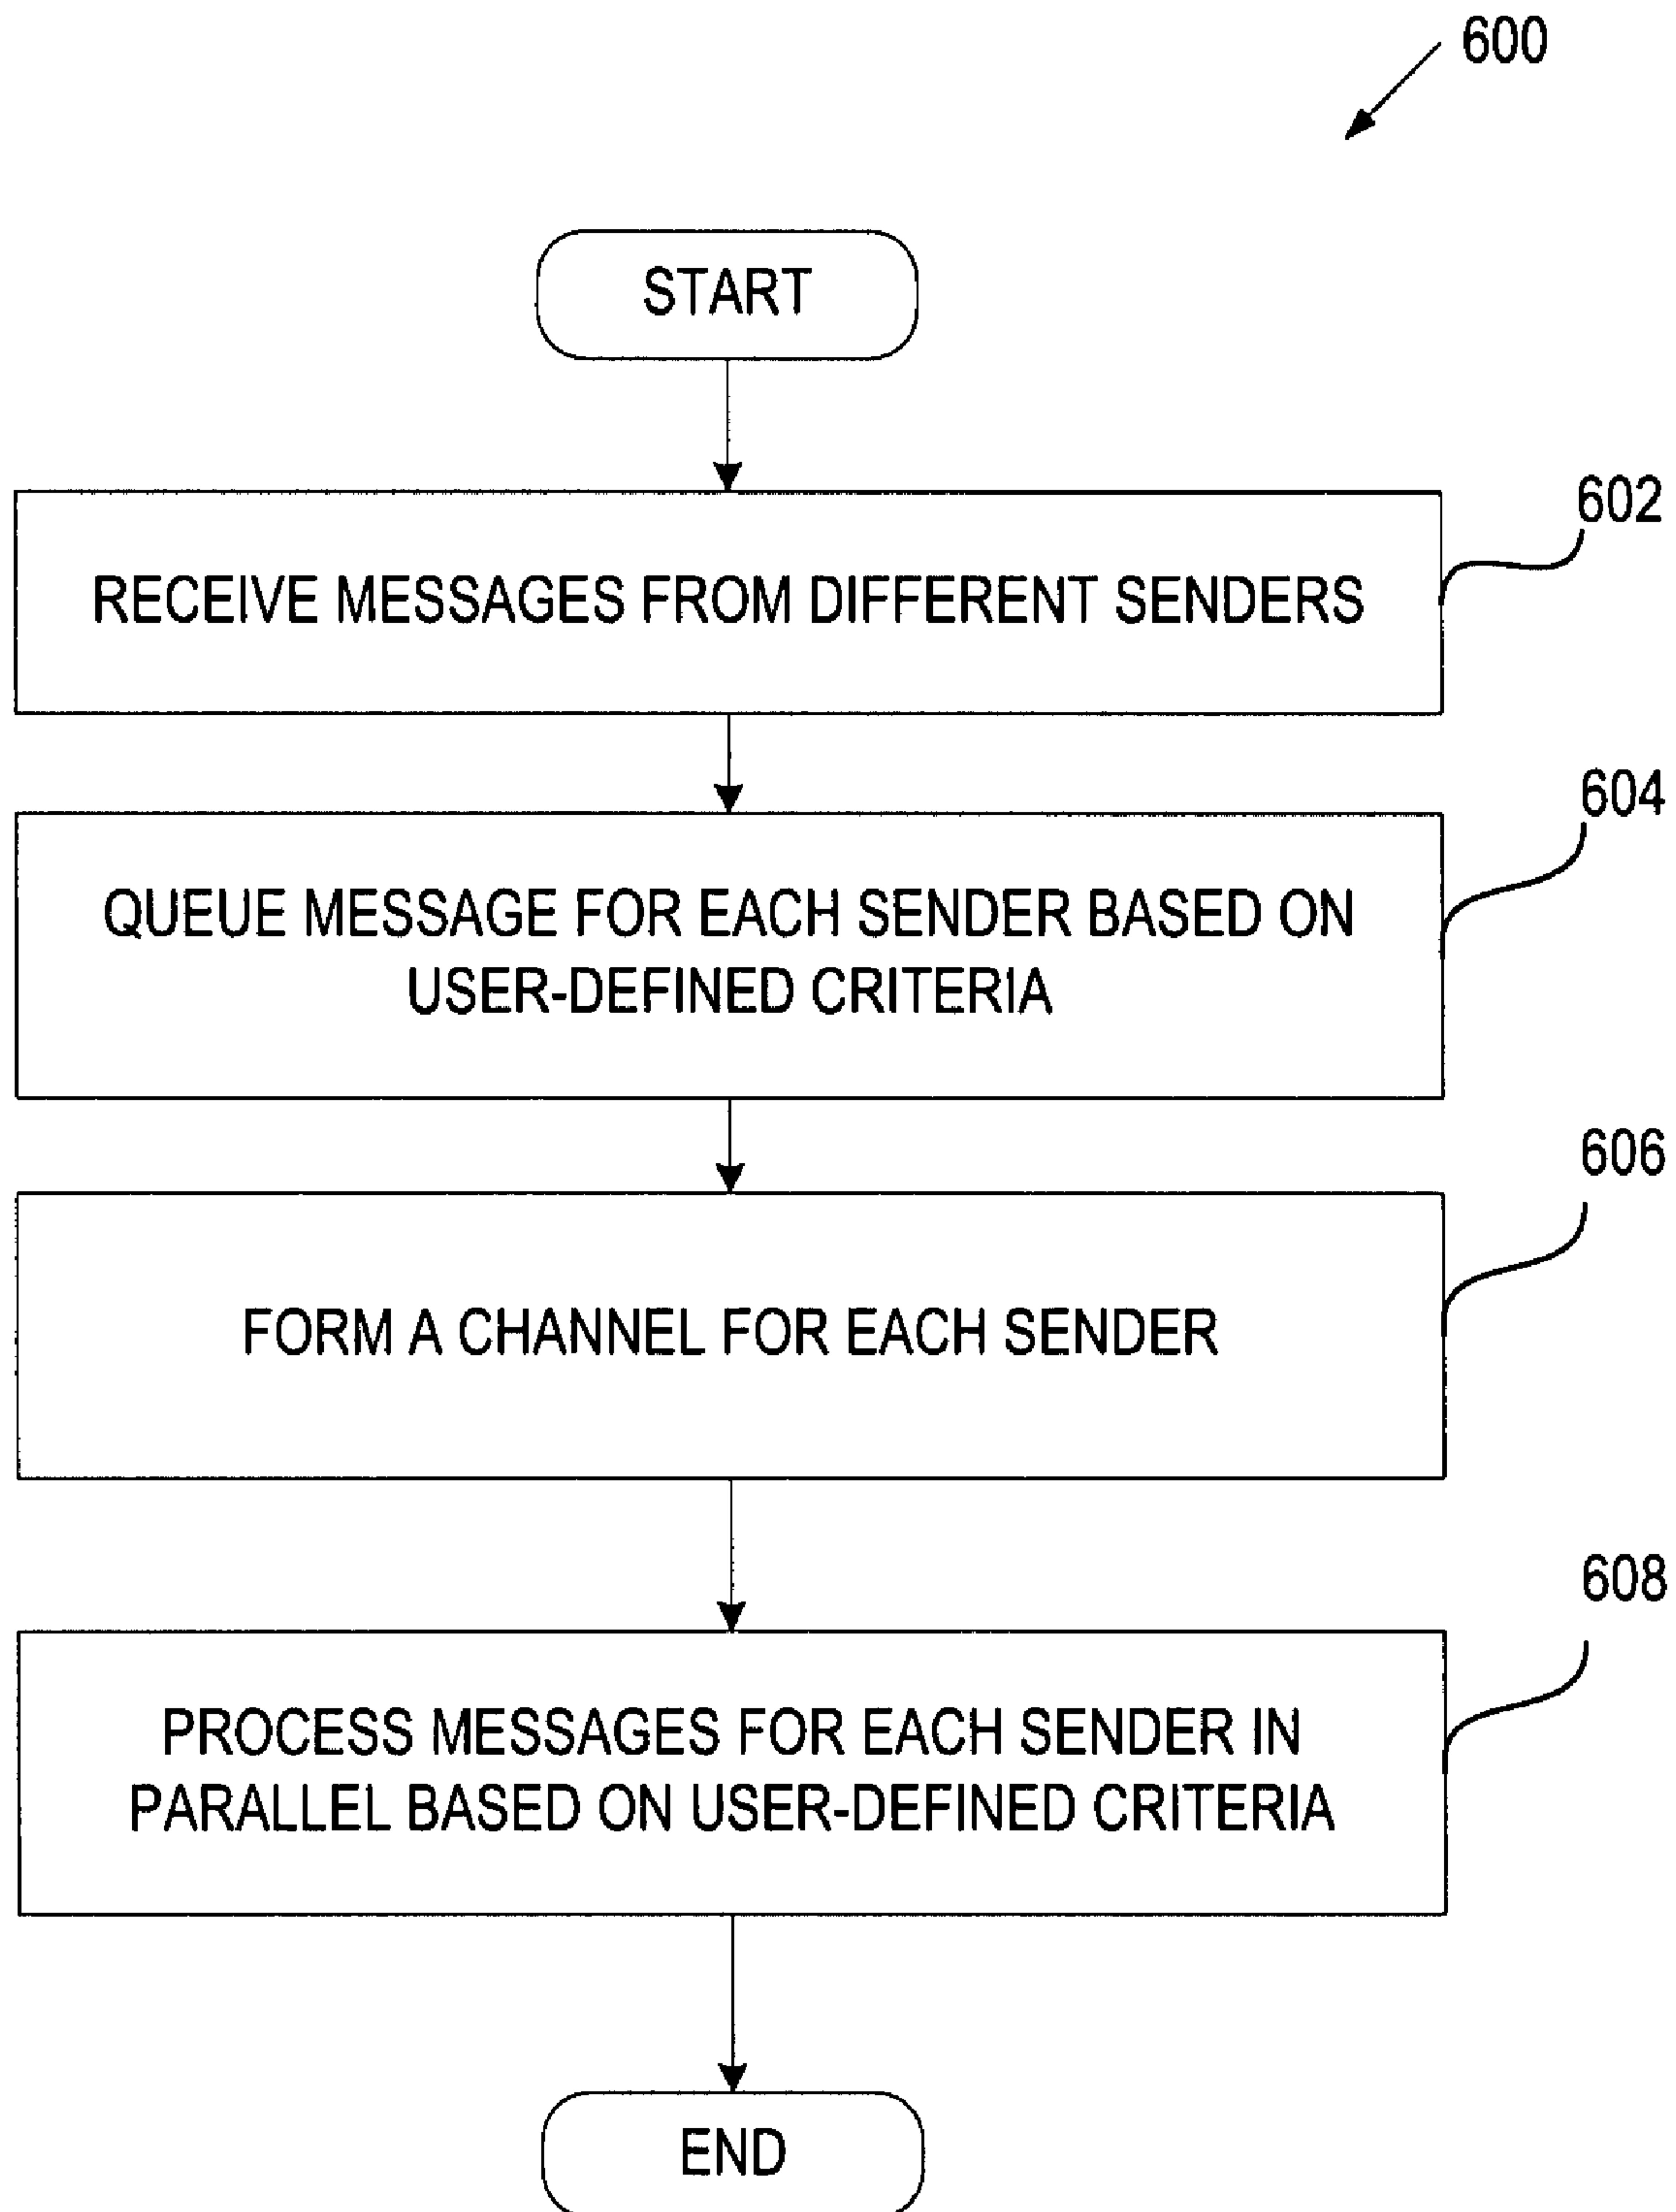 600
START
602
RECEIVE MESSAGES FROM DIFFERENT SENDERS
604
QUEUE MESSAGE FOR EACH SENDER BASED ON
USER-DEFINED CRITERIA
606
FORM A CHANNEL FOR EACH SENDER
608
PROCESS MESSAGES FOR EACH SENDER IN
PARALLEL BASED ON USER-DEFINED CRITERIA
END